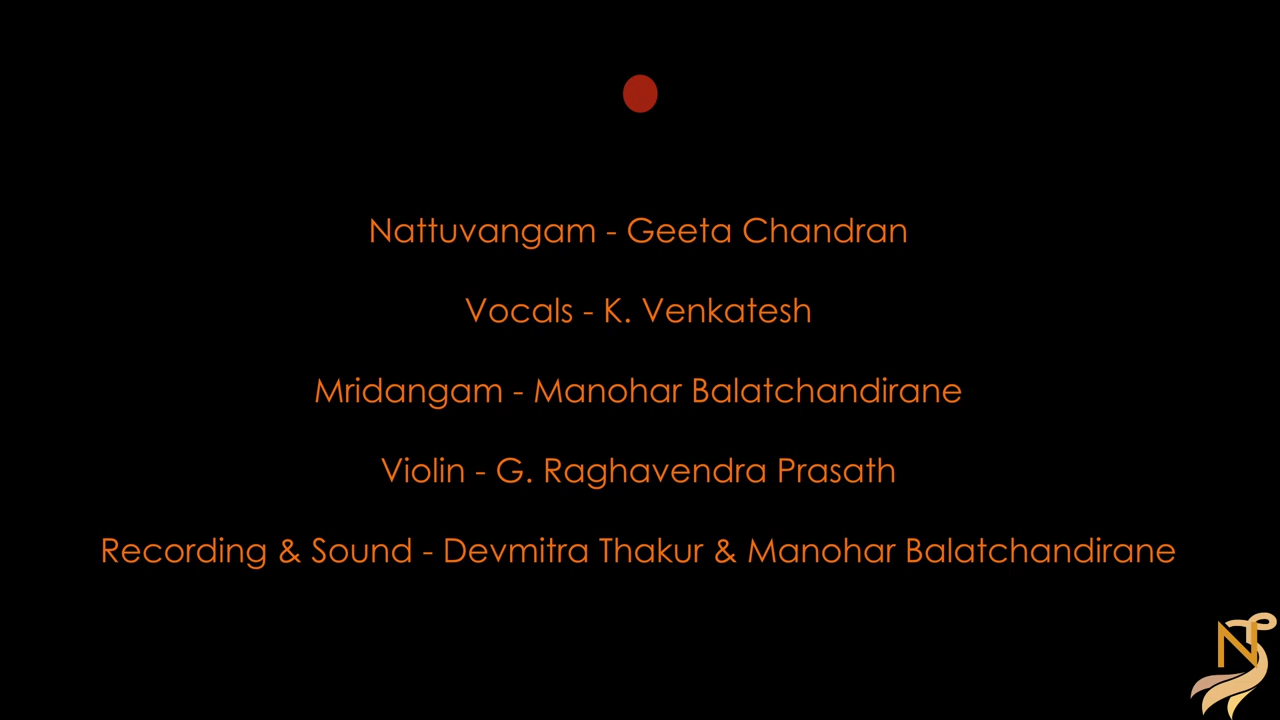 Nattuvangam - Geeta Chandran
Vocals - K. Venkatesh
Mridangam - Manohar Balatchandirane
Violin - G. Raghavendra Prasath
Recording & Sound - Devmitra Thakur & Manohar Balatchandirane
N